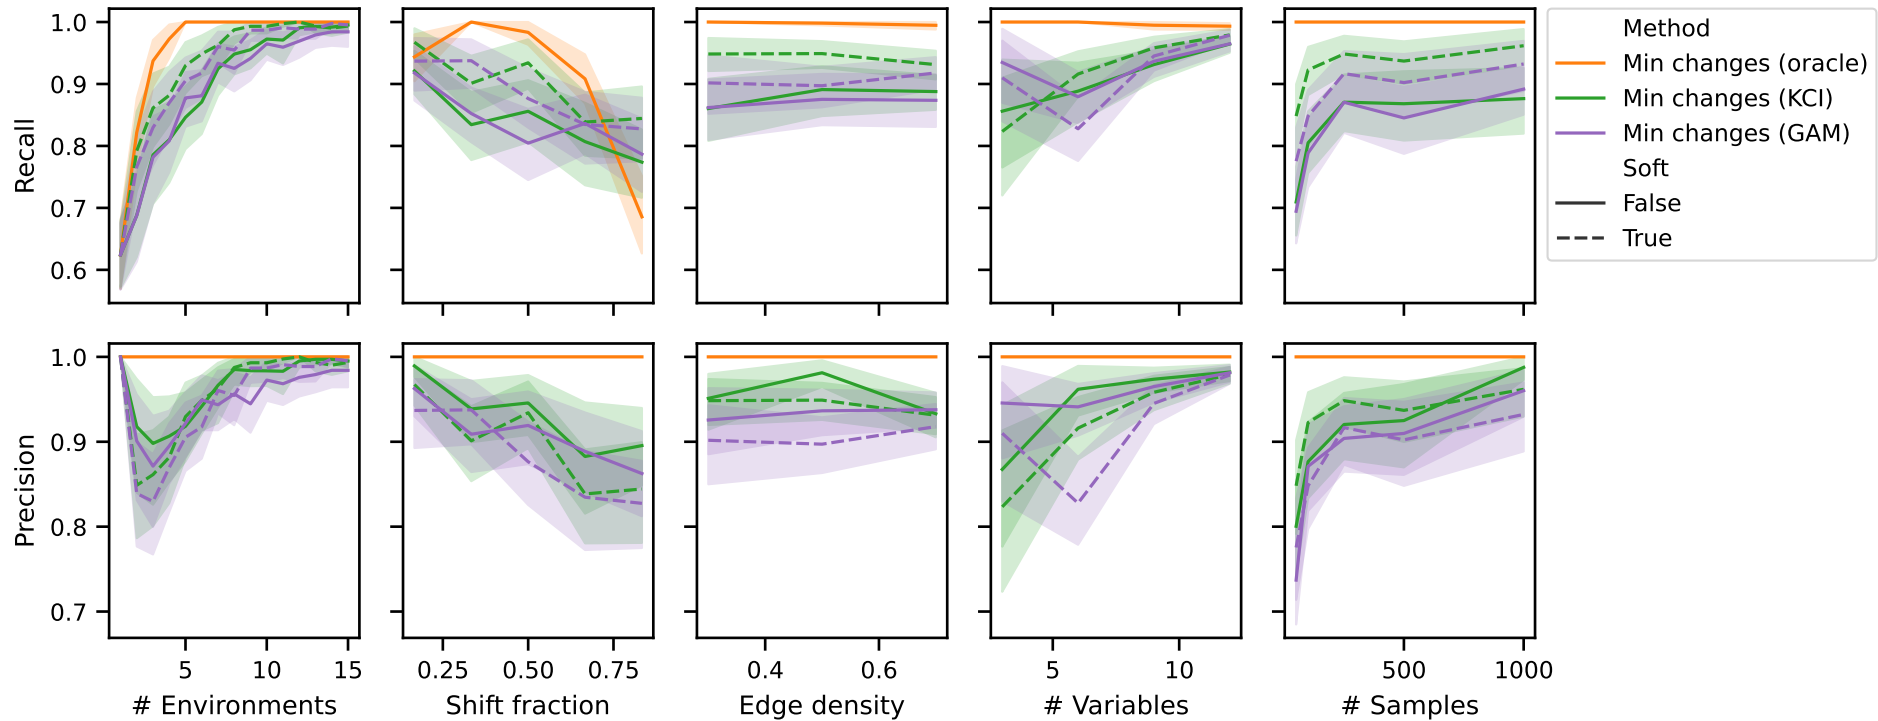 Recall
1.0
0.9
0.8
0.7
0.6
Method
Min changes (oracle)
Min changes (KCI)
Min changes (GAM)
Soft
False
True
Precision
1.0
0.9
0.8
0.7
5 10 15
0.25 0.50 0.75
0.4 0.6
5 10
500 1000
# Environments
Shift fraction
Edge density
# Variables
# Samples